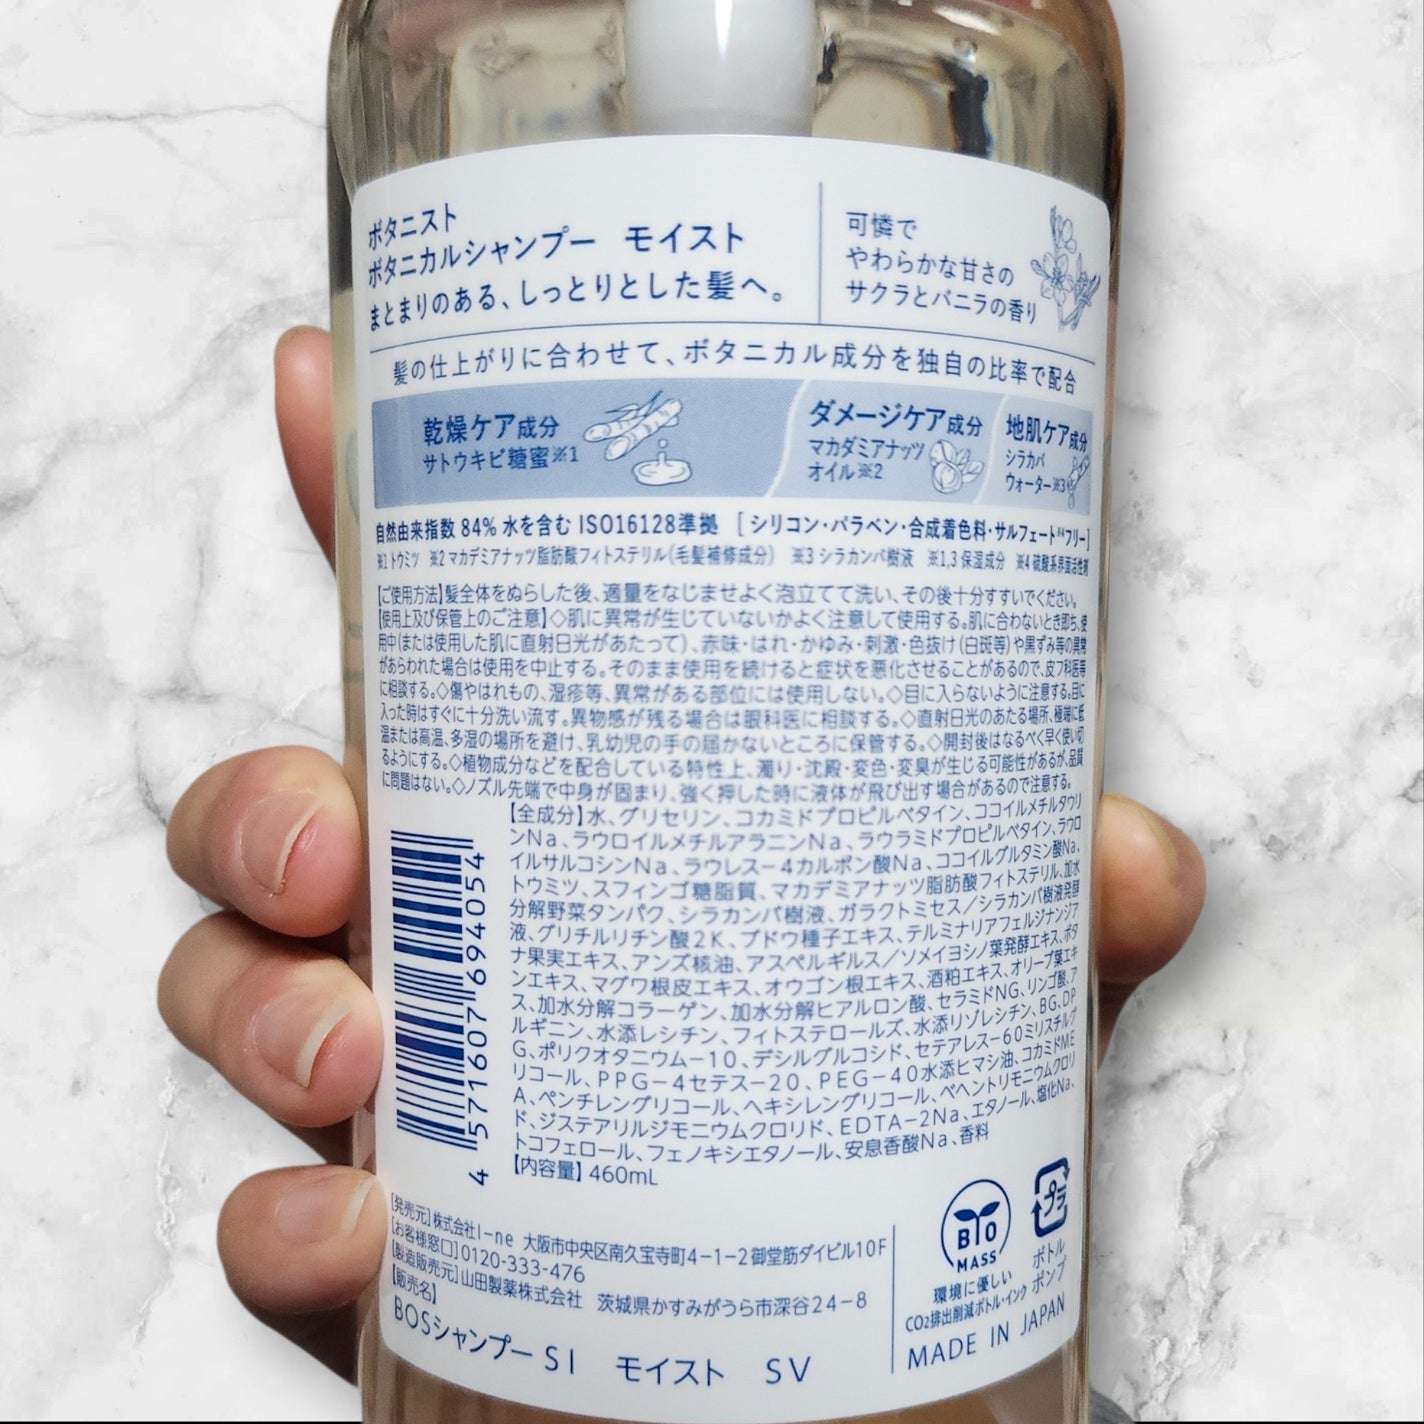 ボタニスト
ボタニカルシャンプー モイスト
まとまりのある、しっとりとした髪へ。
可憐で
やわらかな甘さの
サクラとバニラの香り
髪の仕上がりに合わせて、ボタニカル成分を独自の比率で配合
乾燥ケア成分
サトウキビ糖蜜※1
ダメージケア成分
マカダミアナッツ
オイル※2
地肌ケア成分
シラカバ
ウォーター※3
自然由来指数 84% 水を含む ISO16128準拠 [シリコン・パラベン・合成着色料・サルフェート※4フリー]
※1 トウミツ ※2 マカデミアナッツ脂肪酸フィトステリル(毛髪補修成分) ※3 シラカンバ樹液 ※1,3 保湿成分 ※4 硫酸系界面活性剤
【ご使用方法】髪全体をぬらした後、適量をなじませよく泡立てて洗い、その後十分すすいでください。
【使用上及び保管上のご注意】◇肌に異常が生じていないかよく注意して使用する。肌に合わないとき即ち、使
用中(または使用した肌に直射日光があたって)、赤味・はれ・かゆみ・刺激・色抜け(白斑等)や黒ずみ等の異常
があらわれた場合は使用を中止する。そのまま使用を続けると症状を悪化させることがあるので、皮フ科医等
に相談する。◇傷やはれもの、湿疹等、異常がある部位には使用しない。◇目に入らないように注意する。目に
入った時はすぐに十分洗い流す。異物感が残る場合は眼科医に相談する。◇直射日光のあたる場所、極端に低
温または高温、多湿の場所を避け、乳幼児の手の届かないところに保管する。◇開封後はなるべく早く使い切
るようにする。◇植物成分などを配合している特性上、濁り・沈殿・変色・変臭が生じる可能性があるが、品質
に問題はない。◇ノズル先端で中身が固まり、強く押した時に液体が飛び出す場合があるので注意する。
【全成分】水、グリセリン、コカミドプロピルベタイン、ココイルメチルタウリ
ンNa、ラウロイルメチルアラニンNa、ラウラミドプロピルベタイン、ラウロ
イルサルコシンNa、ラウレス－4カルボン酸Na、ココイルグルタミン酸Na、
トウミツ、スフィンゴ糖脂質、マカデミアナッツ脂肪酸フィトステリル、加水
分解野菜タンパク、シラカンバ樹液、ガラクトミセス／シラカンバ樹液発酵
液、グリチルリチン酸2K、ブドウ種子エキス、テルミナリアフェルジナンジア
ナ果実エキス、アンズ核油、アスペルギルス／ソメイヨシノ葉発酵エキス、ボタ
ンエキス、マグワ根皮エキス、オウゴン根エキス、酒粕エキス、オリーブ葉エキ
ス、加水分解コラーゲン、加水分解ヒアルロン酸、セラミドNG、リンゴ酸、ア
ルギニン、水添レシチン、フィトステロールズ、水添リゾレシチン、BG、DP
G、ポリクオタニウム－10、デシルグルコシド、セテアレス－60ミリスチルグ
リコール、PPG－4セテス－20、PEG－40水添ヒマシ油、コカミドME
A、ペンチレングリコール、ヘキシレングリコール、ベヘントリモニウムクロリ
ド、ジステアリルジモニウムクロリド、EDTA－2Na、エタノール、塩化Na、
トコフェロール、フェノキシエタノール、安息香酸Na、香料
【内容量】460mL
4 571607 694054
【発売元】株式会社I－ne 大阪市中央区南久宝寺町4－1－2 御堂筋ダイビル10F
【お客様窓口】0120-333-476
【製造販売元】山田製薬株式会社 茨城県かすみがうら市深谷24－8
【販売名】
BOSシャンプーSI モイスト SV
BIO
MASS
環境に優しい
CO2排出削減ボトル・インク
プラ
ボトル
ポンプ
MADE IN JAPAN